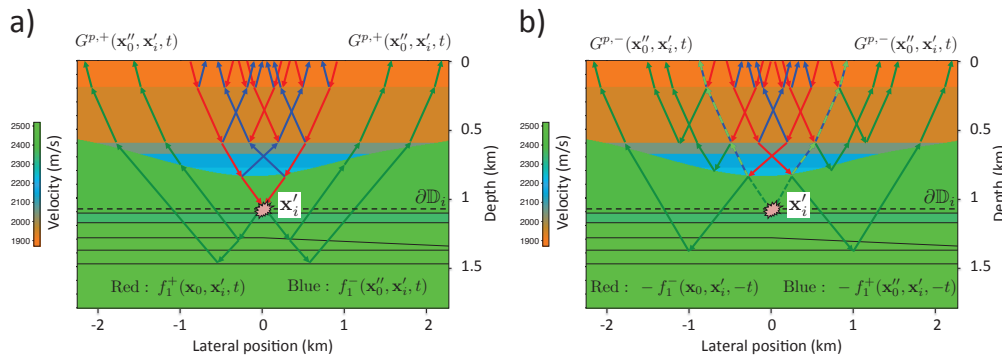 a)
G^{p,+}(x''_0, x'_i, t) G^{p,+}(x''_0, x'_i, t)
Velocity (m/s)
2500
2400
2300
2200
2100
2000
1900
0
0.5
1
1.5
Depth (km)
x'_i
∂𝔻_i
Red : f_1^+(x_0, x'_i, t) Blue : f_1^-(x''_0, x'_i, t)
-2 -1 0 1 2
Lateral position (km)
b)
G^{p,-}(x''_0, x'_i, t) G^{p,-}(x''_0, x'_i, t)
Velocity (m/s)
2500
2400
2300
2200
2100
2000
1900
0
0.5
1
1.5
Depth (km)
x'_i
∂𝔻_i
Red : − f_1^-(x_0, x'_i, -t) Blue : − f_1^+(x''_0, x'_i, -t)
-2 -1 0 1 2
Lateral position (km)